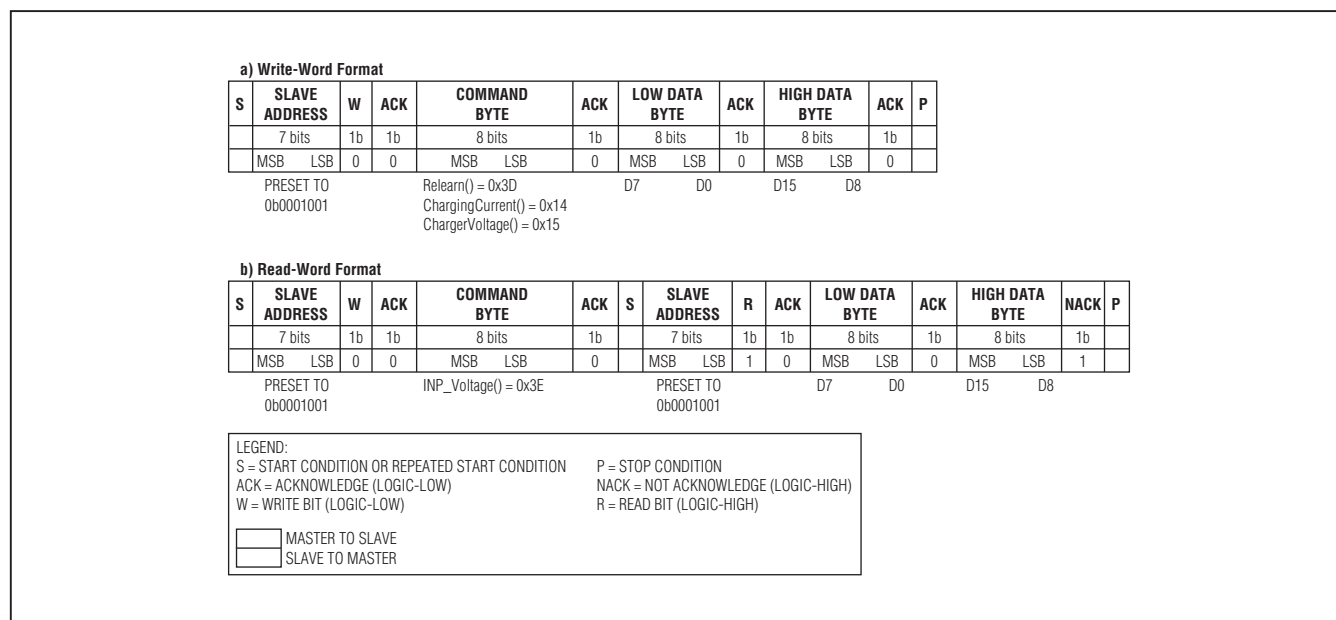 a) Write-Word Format
S SLAVE ADDRESS W ACK COMMAND BYTE ACK LOW DATA BYTE ACK HIGH DATA BYTE ACK P
7 bits 1b 1b 8 bits 1b 8 bits 1b 8 bits 1b
MSB LSB 0 0 MSB LSB 0 MSB LSB 0 MSB LSB 0
PRESET TO 0b0001001 Relearn() = 0x3D D7 D0 D15 D8
ChargingCurrent() = 0x14
ChargerVoltage() = 0x15
b) Read-Word Format
S SLAVE ADDRESS W ACK COMMAND BYTE ACK S SLAVE ADDRESS R ACK LOW DATA BYTE ACK HIGH DATA BYTE NACK P
7 bits 1b 1b 8 bits 1b 7 bits 1b 1b 8 bits 1b 8 bits 1b
MSB LSB 0 0 MSB LSB 0 MSB LSB 1 0 MSB LSB 0 MSB LSB 1
PRESET TO 0b0001001 INP_Voltage() = 0x3E PRESET TO 0b0001001 D7 D0 D15 D8
LEGEND:
S = START CONDITION OR REPEATED START CONDITION P = STOP CONDITION
ACK = ACKNOWLEDGE (LOGIC-LOW) NACK = NOT ACKNOWLEDGE (LOGIC-HIGH)
W = WRITE BIT (LOGIC-LOW) R = READ BIT (LOGIC-HIGH)
MASTER TO SLAVE
SLAVE TO MASTER